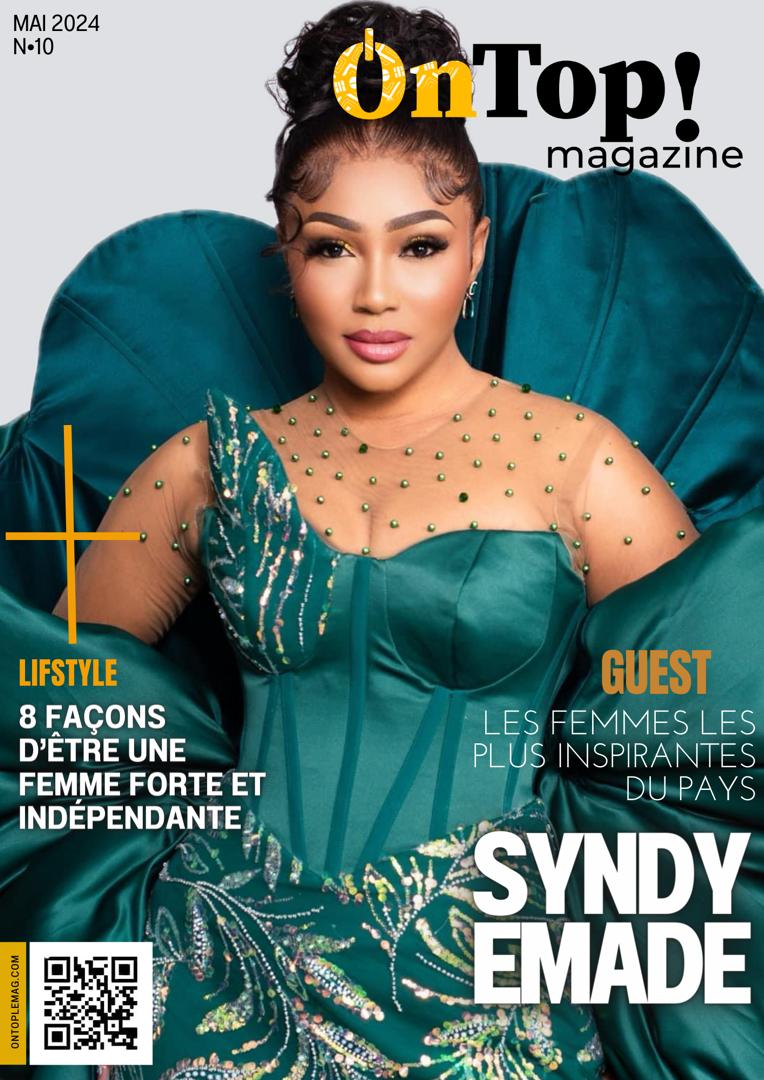 MAI 2024
N•10
OnTop!
magazine
LIFSTYLE
8 FAÇONS
D'ÊTRE UNE
FEMME FORTE ET
INDÉPENDANTE
GUEST
LES FEMMES LES
PLUS INSPIRANTES
DU PAYS
SYNDY
EMADE
ONTOPLEMAG.COM